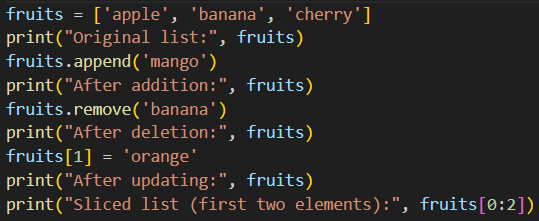 fruits = ['apple', 'banana', 'cherry']
print("Original list:", fruits)
fruits.append('mango')
print("After addition:", fruits)
fruits.remove('banana')
print("After deletion:", fruits)
fruits[1] = 'orange'
print("After updating:", fruits)
print("Sliced list (first two elements):", fruits[0:2])